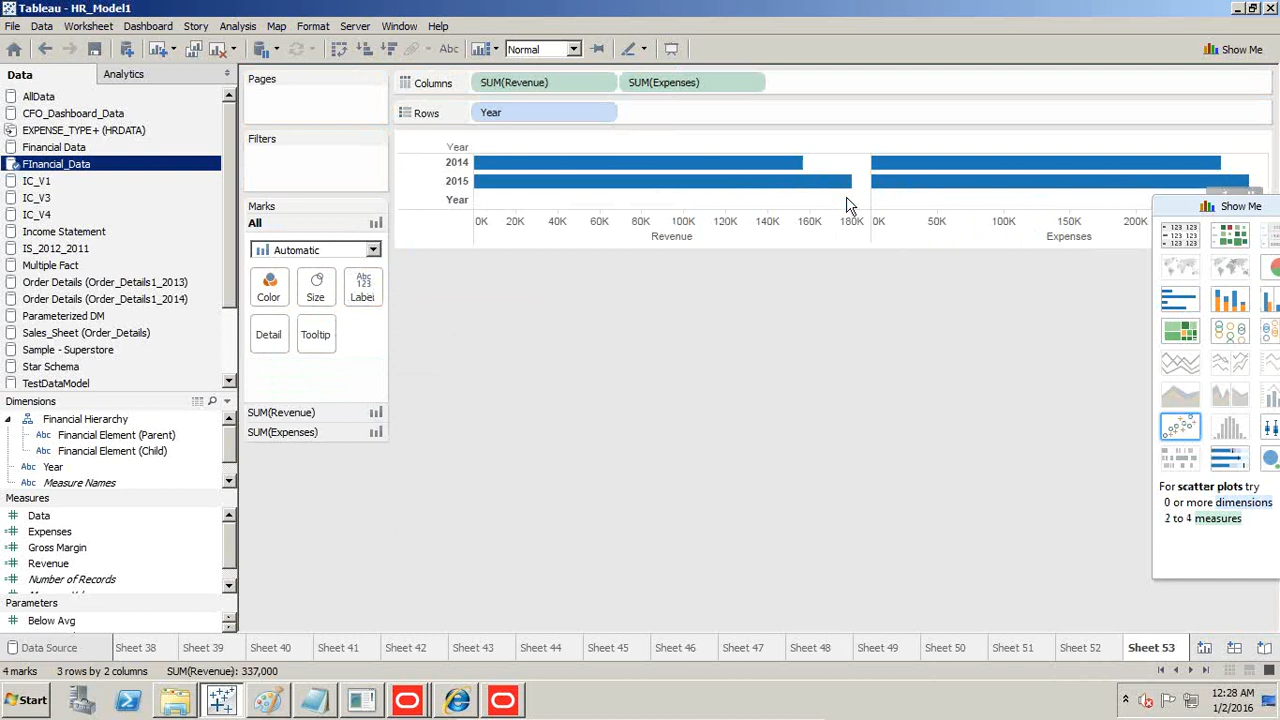 Tableau - HR_Model1
File Data Worksheet Dashboard Story Analysis Map Format Server Window Help
Abc Normal Show Me
Data Analytics
AllData
CFO_Dashboard_Data
EXPENSE_TYPE+ (HRDATA)
Financial Data
FInancial_Data
IC_V1
IC_V3
IC_V4
Income Statement
IS_2012_2011
Multiple Fact
Order Details (Order_Details1_2013)
Order Details (Order_Details1_2014)
Parameterized DM
Sales_Sheet (Order_Details)
Sample - Superstore
Star Schema
TestDataModel
Dimensions
Financial Hierarchy
Abc Financial Element (Parent)
Abc Financial Element (Child)
Abc Year
Abc Measure Names
Measures
# Data
# Expenses
# Gross Margin
# Revenue
# Number of Records
Parameters
Abc Below Avg
Pages
Filters
Marks
All
Automatic
Color
Size
Abc
123
Label
Detail
Tooltip
SUM(Revenue)
SUM(Expenses)
Columns SUM(Revenue) SUM(Expenses)
Rows Year
Year
2014
2015
Year
0K 20K 40K 60K 80K 100K 120K 140K 160K 180K 0K 50K 100K 150K 200K
Revenue Expenses
Show Me
For scatter plots try
0 or more dimensions
2 to 4 measures
Data Source Sheet 38 Sheet 39 Sheet 40 Sheet 41 Sheet 42 Sheet 43 Sheet 44 Sheet 45 Sheet 46 Sheet 47 Sheet 48 Sheet 49 Sheet 50 Sheet 51 Sheet 52 Sheet 53
4 marks 3 rows by 2 columns SUM(Revenue): 337,000
Start
12:28 AM
1/2/2016